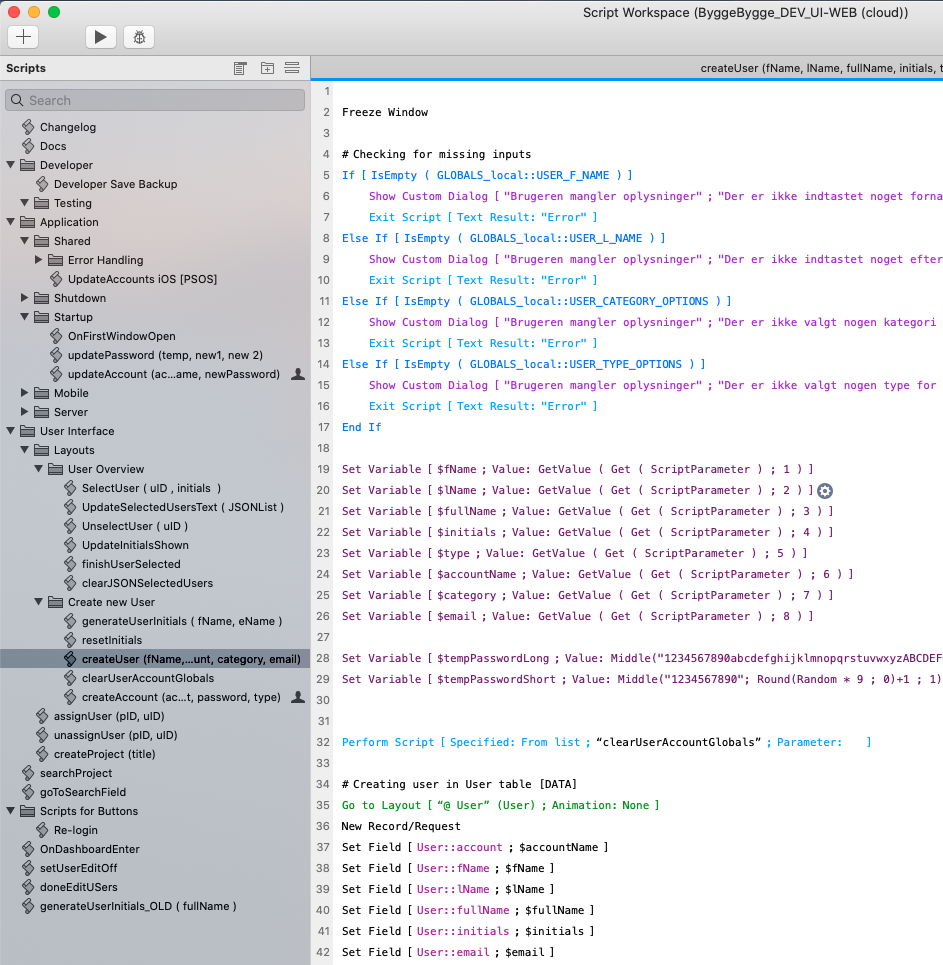 Script Workspace (ByggeBygge_DEV_UI-WEB (cloud))
Scripts
createUser (fName, lName, fullName, initials, t
Search
Changelog
Docs
Developer
Developer Save Backup
Testing
Application
Shared
Error Handling
UpdateAccounts iOS [PSOS]
Shutdown
Startup
OnFirstWindowOpen
updatePassword (temp, new1, new 2)
updateAccount (ac...ame, newPassword)
Mobile
Server
User Interface
Layouts
User Overview
SelectUser ( uID , initials  )
UpdateSelectedUsersText ( JSONList )
UnselectUser ( uID )
UpdateInitialsShown
finishUserSelected
clearJSONSelectedUsers
Create new User
generateUserInitials ( fName, eName )
resetInitials
createUser (fName,...unt, category, email)
clearUserAccountGlobals
createAccount (ac...t, password, type)
assignUser (pID, uID)
unassignUser (pID, uID)
createProject (title)
searchProject
goToSearchField
Scripts for Buttons
Re-login
OnDashboardEnter
setUserEditOff
doneEditUSers
generateUserInitials_OLD ( fullName )
1
2 Freeze Window
3
4 # Checking for missing inputs
5 If [ IsEmpty ( GLOBALS_local::USER_F_NAME ) ]
6 Show Custom Dialog [ "Brugeren mangler oplysninger" ; "Der er ikke indtastet noget forna
7 Exit Script [ Text Result: "Error" ]
8 Else If [ IsEmpty ( GLOBALS_local::USER_L_NAME ) ]
9 Show Custom Dialog [ "Brugeren mangler oplysninger" ; "Der er ikke indtastet noget efter
10 Exit Script [ Text Result: "Error" ]
11 Else If [ IsEmpty ( GLOBALS_local::USER_CATEGORY_OPTIONS ) ]
12 Show Custom Dialog [ "Brugeren mangler oplysninger" ; "Der er ikke valgt nogen kategori
13 Exit Script [ Text Result: "Error" ]
14 Else If [ IsEmpty ( GLOBALS_local::USER_TYPE_OPTIONS ) ]
15 Show Custom Dialog [ "Brugeren mangler oplysninger" ; "Der er ikke valgt nogen type for
16 Exit Script [ Text Result: "Error" ]
17 End If
18
19 Set Variable [ $fName ; Value: GetValue ( Get ( ScriptParameter ) ; 1 ) ]
20 Set Variable [ $lName ; Value: GetValue ( Get ( ScriptParameter ) ; 2 ) ]
21 Set Variable [ $fullName ; Value: GetValue ( Get ( ScriptParameter ) ; 3 ) ]
22 Set Variable [ $initials ; Value: GetValue ( Get ( ScriptParameter ) ; 4 ) ]
23 Set Variable [ $type ; Value: GetValue ( Get ( ScriptParameter ) ; 5 ) ]
24 Set Variable [ $accountName ; Value: GetValue ( Get ( ScriptParameter ) ; 6 ) ]
25 Set Variable [ $category ; Value: GetValue ( Get ( ScriptParameter ) ; 7 ) ]
26 Set Variable [ $email ; Value: GetValue ( Get ( ScriptParameter ) ; 8 ) ]
27
28 Set Variable [ $tempPasswordLong ; Value: Middle("1234567890abcdefghijklmnopqrstuvwxyzABCDEF
29 Set Variable [ $tempPasswordShort ; Value: Middle("1234567890"; Round(Random * 9 ; 0)+1 ; 1)
30
31
32 Perform Script [ Specified: From list ; “clearUserAccountGlobals” ; Parameter:    ]
33
34 # Creating user in User table [DATA]
35 Go to Layout [ “@ User” (User) ; Animation: None ]
36 New Record/Request
37 Set Field [ User::account ; $accountName ]
38 Set Field [ User::fName ; $fName ]
39 Set Field [ User::lName ; $lName ]
40 Set Field [ User::fullName ; $fullName ]
41 Set Field [ User::initials ; $initials ]
42 Set Field [ User::email ; $email ]